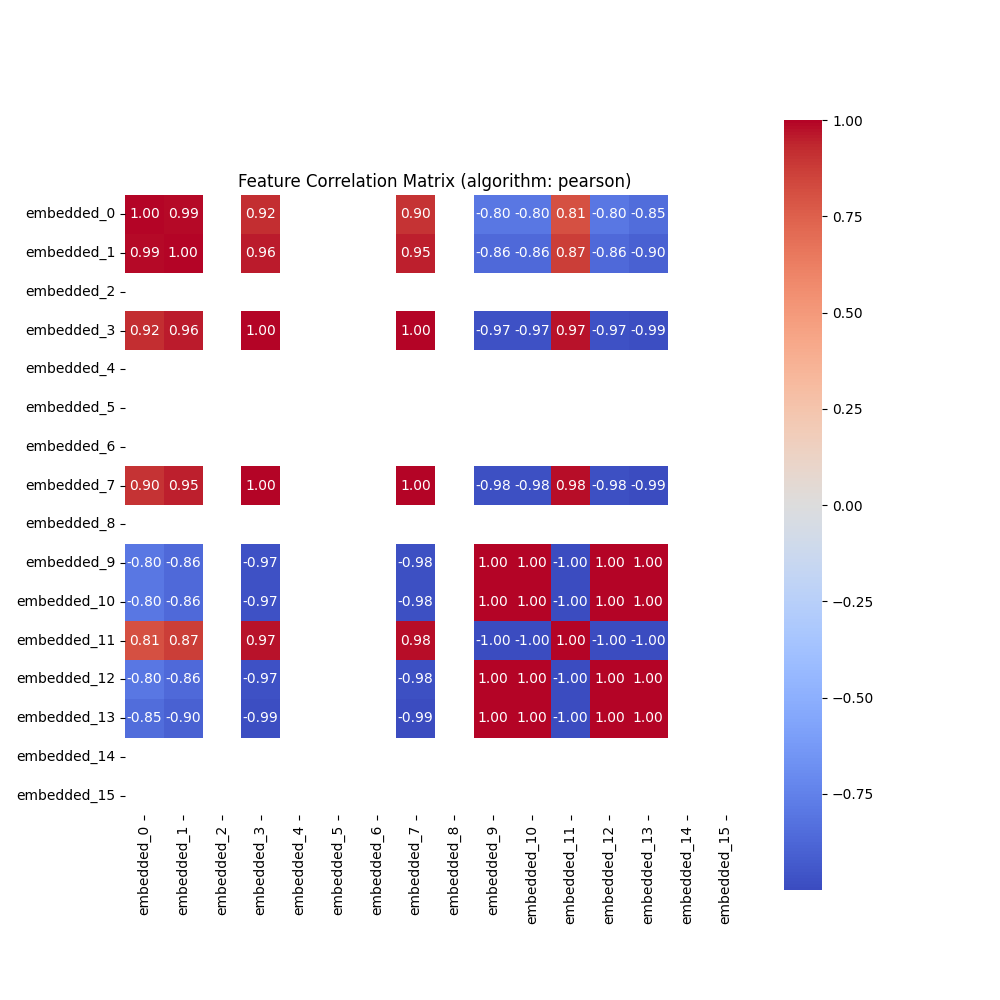 Feature Correlation Matrix (algorithm: pearson)
embedded_0 1.00 0.99 0.92 0.90 -0.80 -0.80 0.81 -0.80 -0.85
embedded_1 0.99 1.00 0.96 0.95 -0.86 -0.86 0.87 -0.86 -0.90
embedded_2
embedded_3 0.92 0.96 1.00 1.00 -0.97 -0.97 0.97 -0.97 -0.99
embedded_4
embedded_5
embedded_6
embedded_7 0.90 0.95 1.00 1.00 -0.98 -0.98 0.98 -0.98 -0.99
embedded_8
embedded_9 -0.80 -0.86 -0.97 -0.98 1.00 1.00 -1.00 1.00 1.00
embedded_10 -0.80 -0.86 -0.97 -0.98 1.00 1.00 -1.00 1.00 1.00
embedded_11 0.81 0.87 0.97 0.98 -1.00 -1.00 1.00 -1.00 -1.00
embedded_12 -0.80 -0.86 -0.97 -0.98 1.00 1.00 -1.00 1.00 1.00
embedded_13 -0.85 -0.90 -0.99 -0.99 1.00 1.00 -1.00 1.00 1.00
embedded_14
embedded_15
embedded_0
embedded_1
embedded_2
embedded_3
embedded_4
embedded_5
embedded_6
embedded_7
embedded_8
embedded_9
embedded_10
embedded_11
embedded_12
embedded_13
embedded_14
embedded_15
1.00
0.75
0.50
0.25
0.00
−0.25
−0.50
−0.75